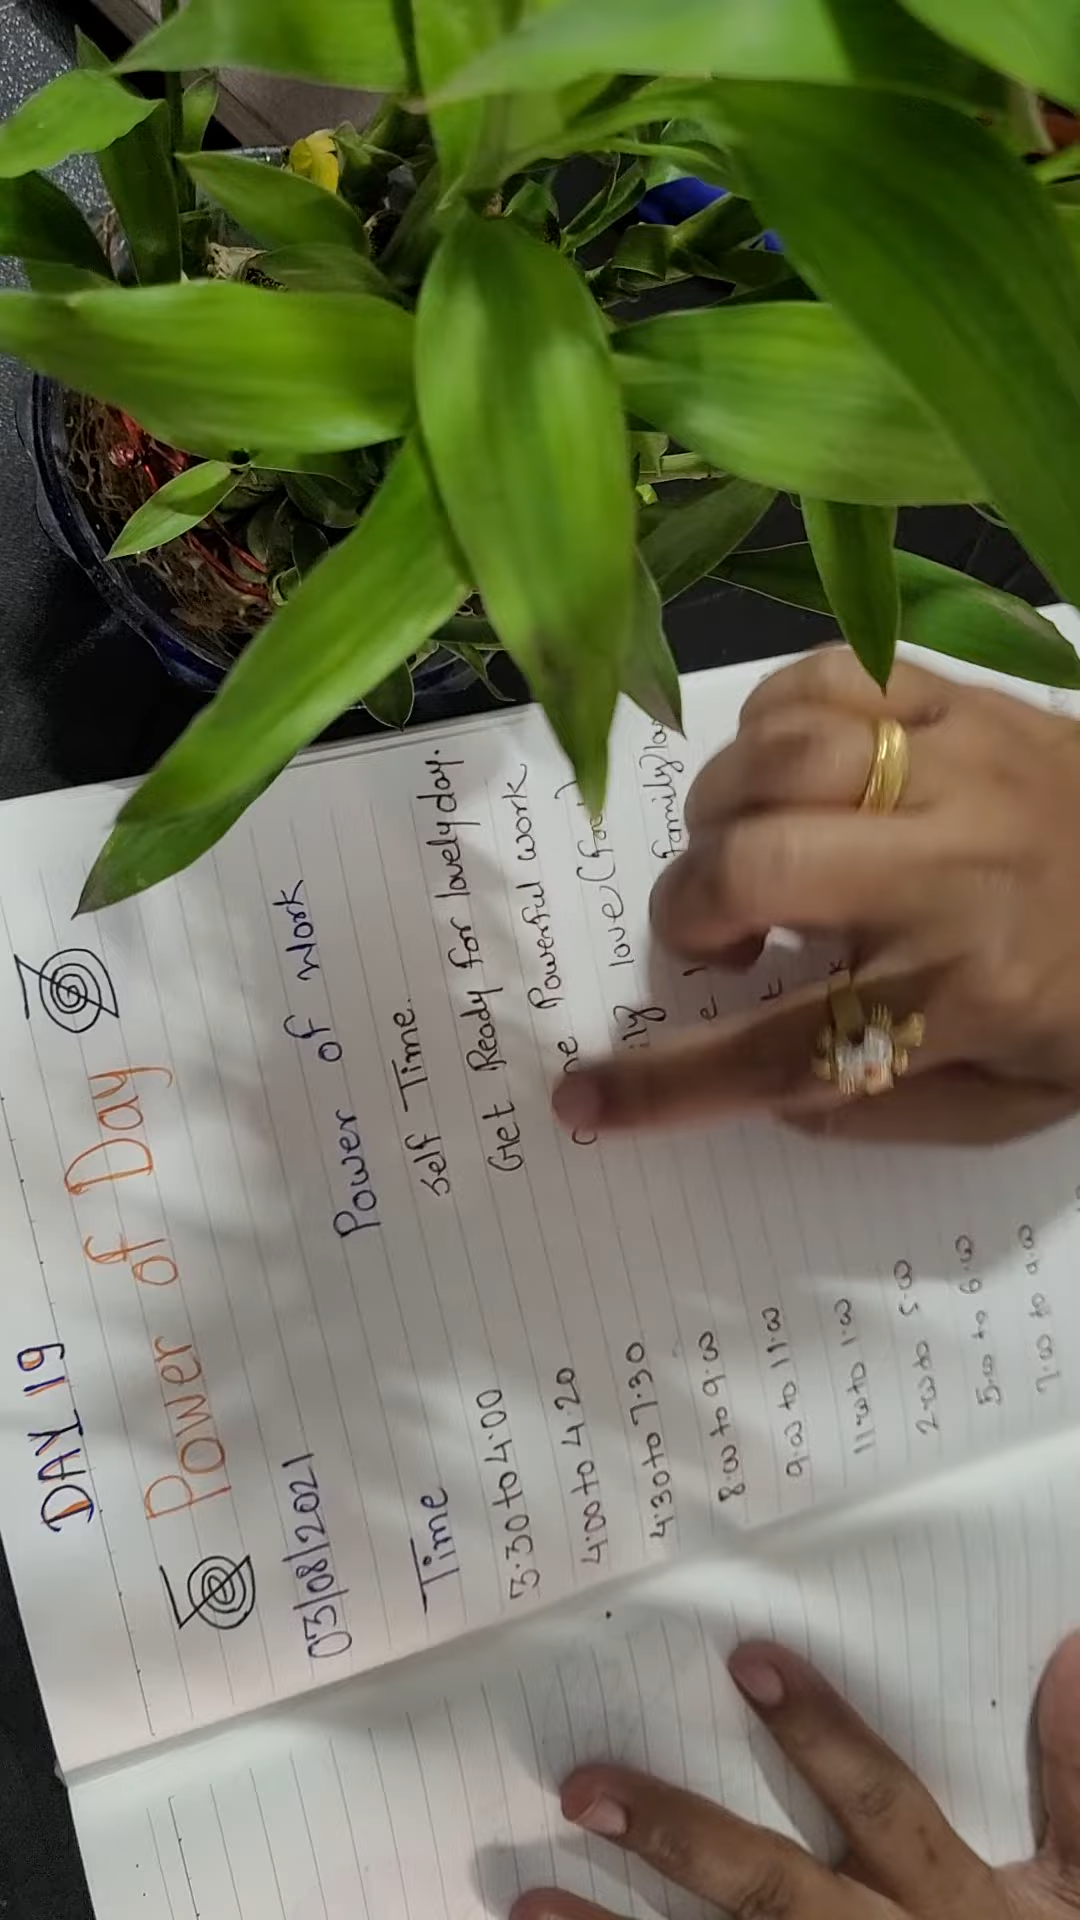 DAY 19
Power of Day
03/08/2021
Time Power of Work
3.30 to 4.00 Self Time.
4.00 to 4.20 Get Ready for lovely day.
4.30 to 7.30 Powerful work
8.00 to 9.00 love
9.00 to 11.00 family
11.00 to 1.00
2.00 to 5.00
5.00 to 6.00
7.00 to 9.00